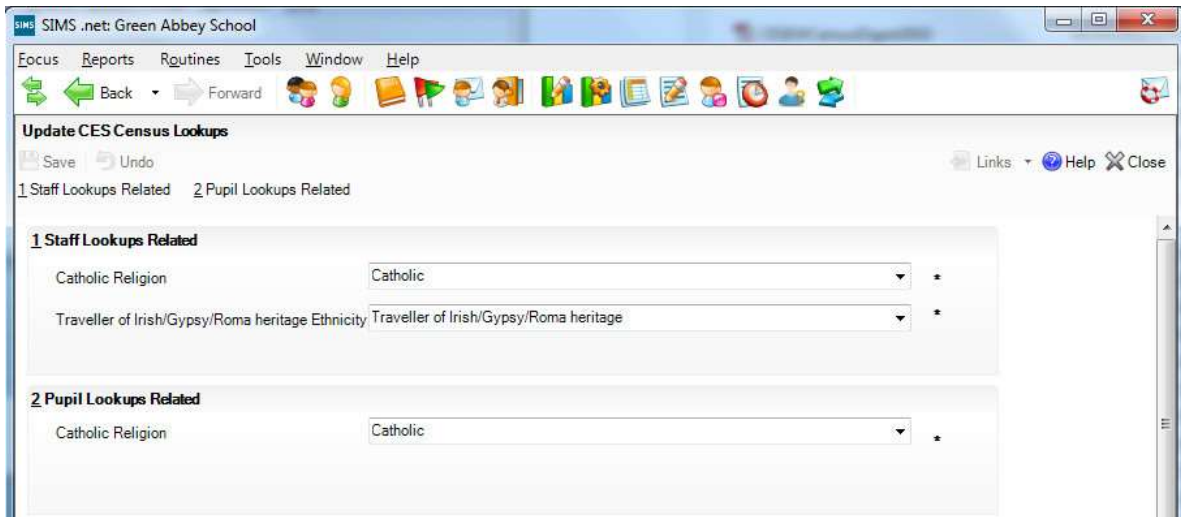 SIMS SIMS .net: Green Abbey School
Focus Reports Routines Tools Window Help
Back Forward
Update CES Census Lookups
Save Undo Links Help Close
1 Staff Lookups Related 2 Pupil Lookups Related
1 Staff Lookups Related
Catholic Religion Catholic *
Traveller of Irish/Gypsy/Roma heritage Ethnicity Traveller of Irish/Gypsy/Roma heritage *
2 Pupil Lookups Related
Catholic Religion Catholic *